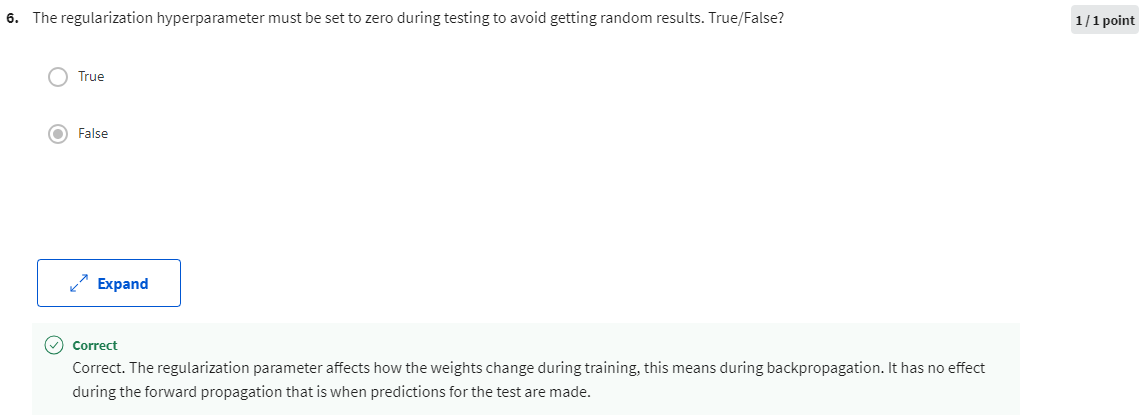 6. The regularization hyperparameter must be set to zero during testing to avoid getting random results. True/False?
1 / 1 point
True
False
Expand
Correct
Correct. The regularization parameter affects how the weights change during training, this means during backpropagation. It has no effect
during the forward propagation that is when predictions for the test are made.